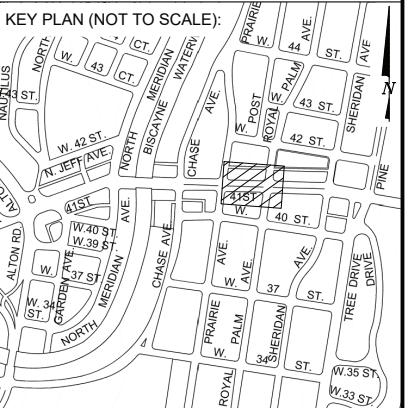 KEY PLAN (NOT TO SCALE):
PRAIRIE
AVE.
W. 44 ST.
NORTH
W. 43 CT.
CT.
MERIDIAN
WATERW
AVE
N
NAUTILUS
43 ST.
BISCAYNE
CHASE AVE.
W. POST
ROYAL PALM
43 ST.
SHERIDAN
W. 42 ST.
NORTH
42 ST.
N. JEFF AVE.
PINE
ALTO
41ST
AVE.
41ST
W. 40 ST.
W.40 ST.
W.39 ST.
ALTON RD.
GARDEN AVE.
W. 37 ST
MERIDIAN
CHASE AVE.
AVE.
AVE.
W. 37 ST.
AVE.
TREE DRIVE
DRIVE
W. 34
ST.
NORTH
PRAIRIE
PALM
SHERIDAN
W. 34 ST.
ROYAL
W.35 ST.
W.33 ST.